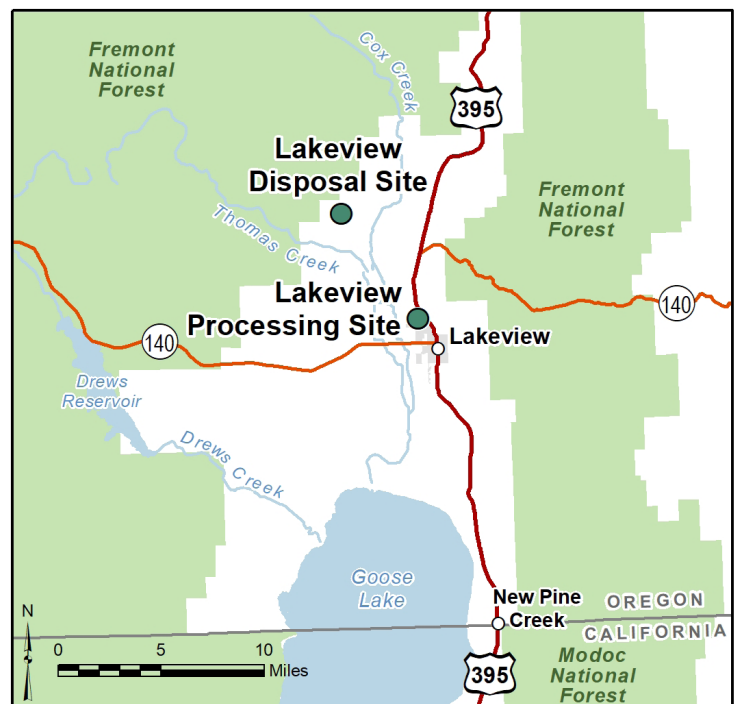 Fremont
National
Forest
Cox Creek
395
Lakeview
Disposal Site
Fremont
National
Forest
Thomas Creek
Lakeview
Processing Site
140
140
Lakeview
Drews
Reservoir
Drews Creek
Goose
Lake
New Pine
Creek
OREGON
CALIFORNIA
N
0 5 10
Miles
395
Modoc
National
Forest